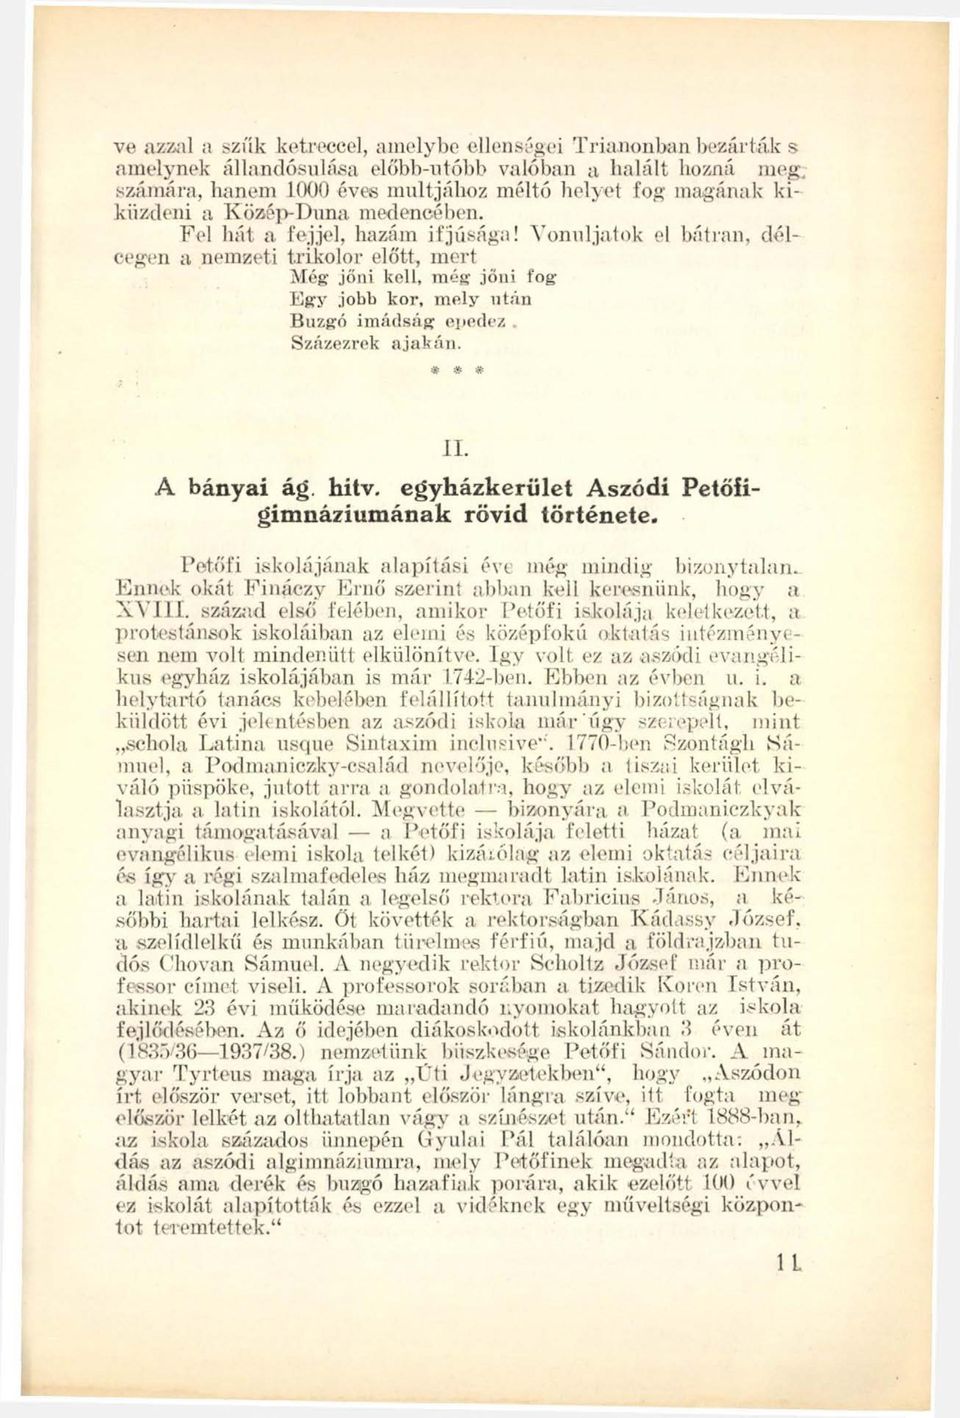 ve azzal a szűk ketreccel, amelybe ellenségei Trianonban bezárták s
amelynek állandósulása előbb-utóbb valóban a halált hozná meg
számára, hanem 1000 éves multjához méltó helyet fog magának ki-
küzdeni a Közép-Duna medencében.
Fel hát a fejjel, hazám ifjúsága! Vonuljatok el bátran, dél-
cegen a nemzeti trikolor előtt, mert
Még jőni kell, még jőni fog
Egy jobb kor, mely után
Buzgó imádság epedez
Százezrek ajakán.
* * *
II.
A bányai ág. hitv. egyházkerület Aszódi Petőfi-
gimnáziumának rövid története.
Petőfi iskolájának alapítási éve még mindig bizonytalan.
Ennek okát Fináczy Ernő szerint abban kell keresnünk, hogy a
XVIII. század első felében, amikor Petőfi iskolája keletkezett, a
protestánsok iskoláiban az elemi és középfokú oktatás intézménye-
sen nem volt mindenütt elkülönítve. Igy volt ez az aszódi evangéli-
kus egyház iskolájában is már 1742-ben. Ebben az évben u. i. a
helytartó tanács kebelében felállított tanulmányi bizottságnak be-
küldött évi jelentésben az aszódi iskola már úgy szerepelt, mint
„schola Latina usque Sintaxim inclusive“. 1770-ben Szontágh Sá-
muel, a Podmaniczky-család nevelője, később a tiszai kerület ki-
váló püspöke, jutott arra a gondolatra, hogy az elemi iskolát elvá-
lasztja a latin iskolától. Megvette — bizonyára a Podmaniczkyak
anyagi támogatásával — a Petőfi iskolája feletti házat (a mai
evangélikus elemi iskola telkét) kizárólag az elemi oktatás céljaira
és így a régi szalmafedeles ház megmaradt latin iskolának. Ennek
a latin iskolának talán a legelső rektora Fabricius János, a ké-
sőbbi hartai lelkész. Őt követték a rektorságban Kádassy József,
a szelídlelkű és munkában türelmes férfiú, majd a földrajzban tu-
dós Chovan Sámuel. A negyedik rektor Scholtz József már a pro-
fessor címet viseli. A professorok sorában a tizedik Koren István,
akinek 23 évi működése maradandó nyomokat hagyott az iskola
fejlődésében. Az ő idejében diákoskodott iskolánkban 3 éven át
(1835/36—1937/38.) nemzetünk büszkesége Petőfi Sándor. A ma-
gyar Tyrteus maga írja az „Úti Jegyzetekben“, hogy „Aszódon
írt először verset, itt lobbant először lángra szíve, itt fogta meg
először lelkét az olthatatlan vágy a színészet után.“ Ezért 1888-ban,
az iskola százados ünnepén Gyulai Pál találóan mondotta: „Ál-
dás az aszódi algimnáziumra, mely Petőfinek megadta az alapot,
áldás ama derék és buzgó hazafiak porára, akik ezelőtt 100 évvel
ez iskolát alapították és ezzel a vidéknek egy műveltségi közpon-
tot teremtettek.“
11